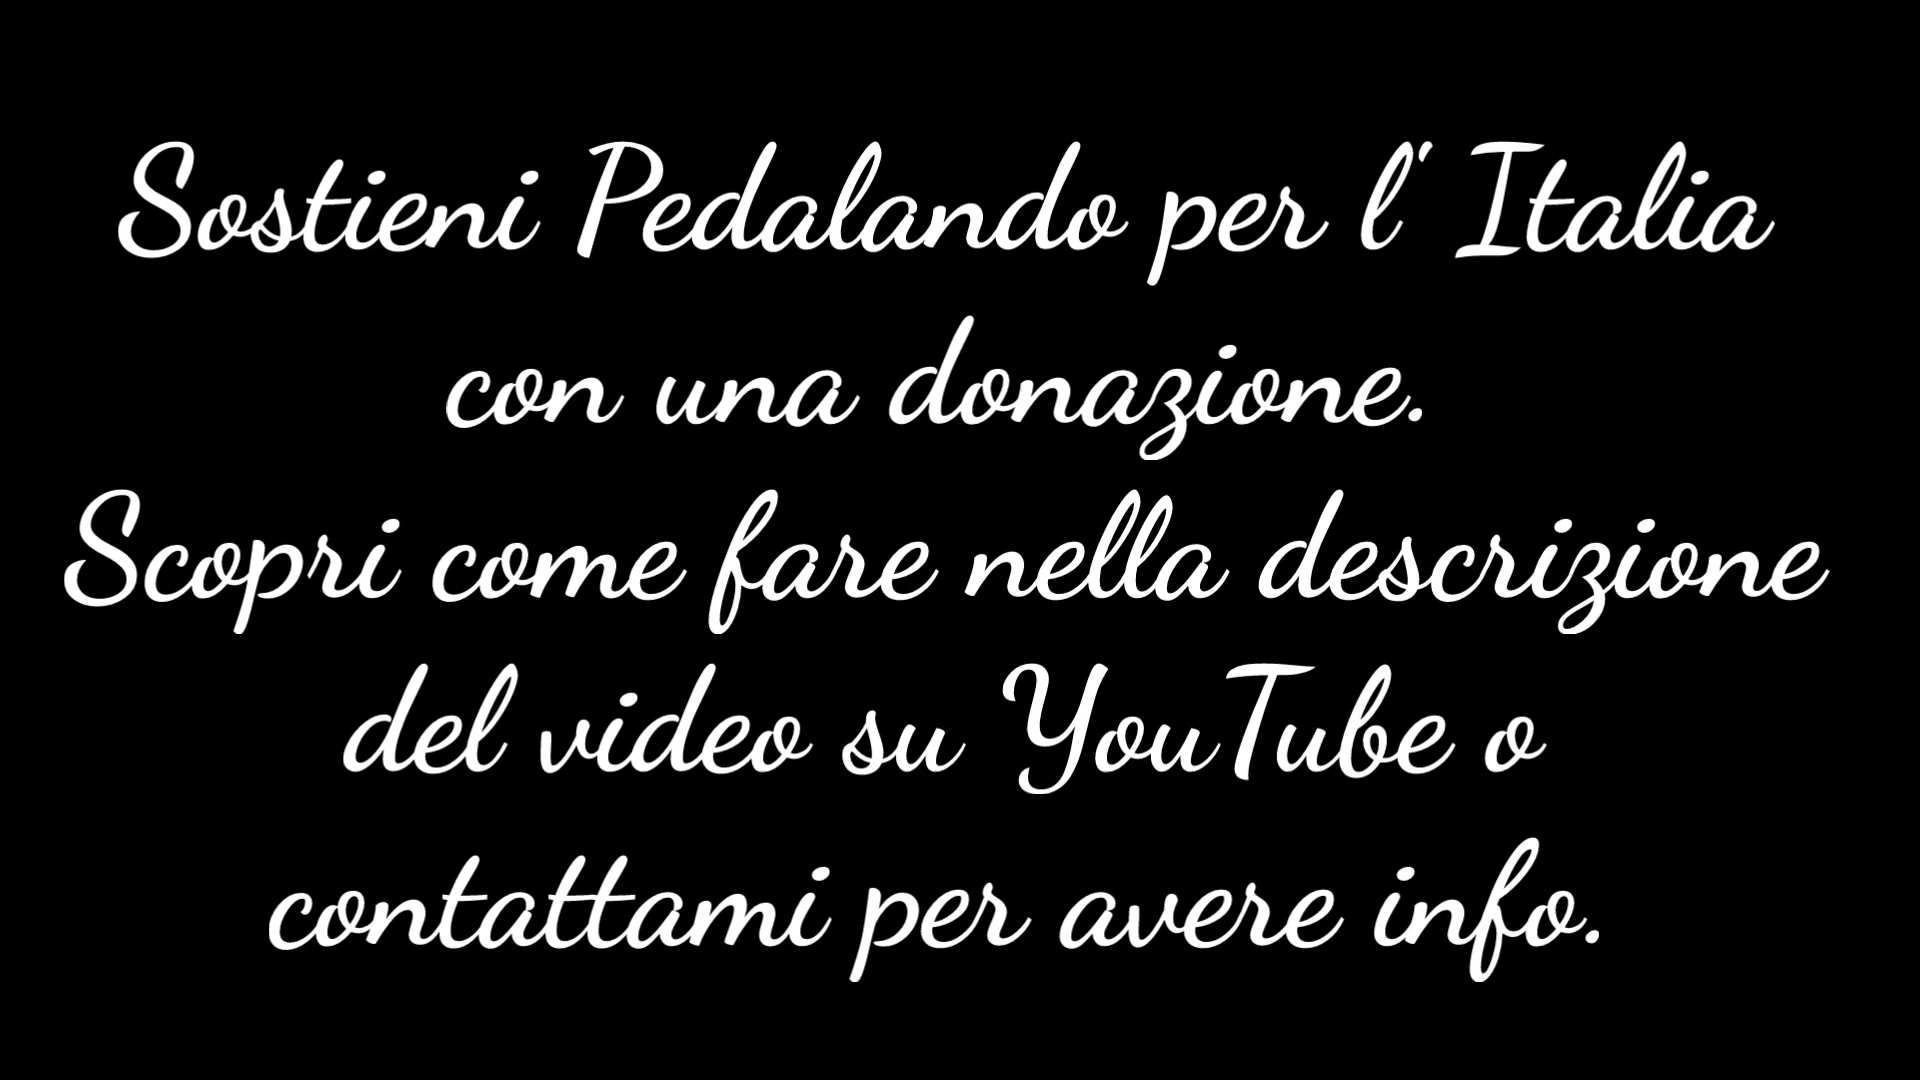 Sostieni Pedalando per l' Italia
con una donazione.
Scopri come fare nella descrizione
del video su YouTube o
contattami per avere info.